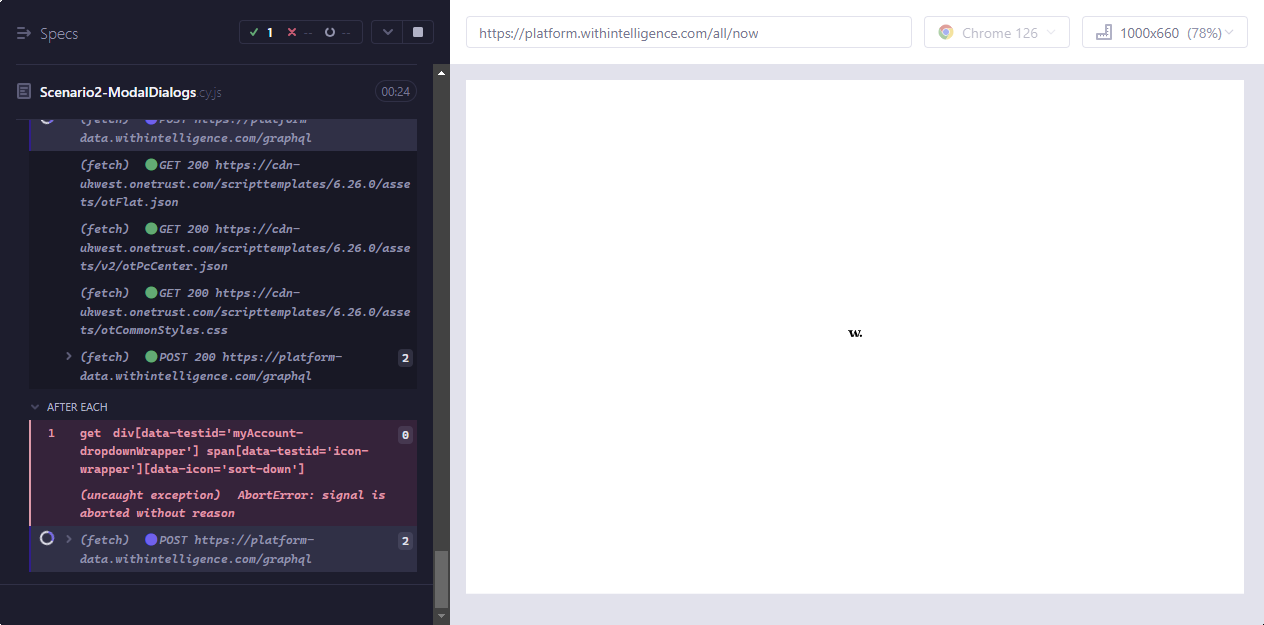 Specs
1
--
--
https://platform.withintelligence.com/all/now
Chrome 126
1000x660 (78%)
Scenario2-ModalDialogs.cy.js
00:24
(fetch) POST https://platform-
data.withintelligence.com/graphql
(fetch) GET 200 https://cdn-
ukwest.onetrust.com/scripttemplates/6.26.0/asse
ts/otFlat.json
(fetch) GET 200 https://cdn-
ukwest.onetrust.com/scripttemplates/6.26.0/asse
ts/v2/otPcCenter.json
(fetch) GET 200 https://cdn-
ukwest.onetrust.com/scripttemplates/6.26.0/asse
ts/otCommonStyles.css
(fetch) POST 200 https://platform-
2
data.withintelligence.com/graphql
AFTER EACH
1 get div[data-testid='myAccount-
0
dropdownWrapper'] span[data-testid='icon-
wrapper'][data-icon='sort-down']
(uncaught exception) AbortError: signal is
aborted without reason
(fetch) POST https://platform-
2
data.withintelligence.com/graphql
w.